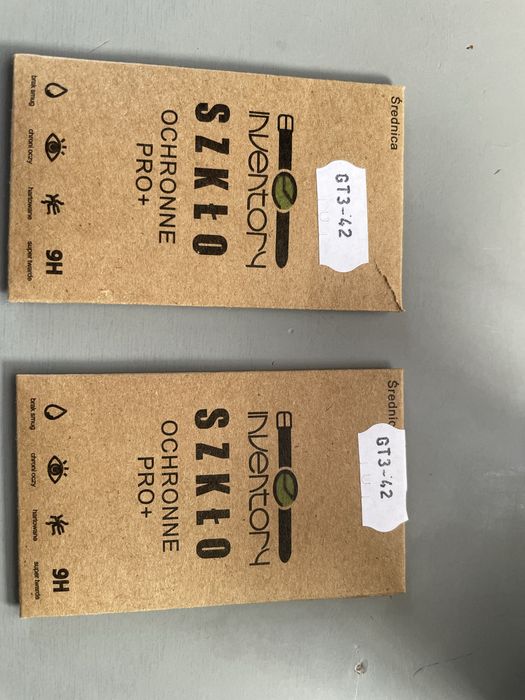 Średnica
GT3-42
INVENTORY
SZKŁO
OCHRONNE
PRO+
brak smug
chroni oczy
hartowane
super twarde
9H
Średnic
GT3-42
INVENTORY
SZKŁO
OCHRONNE
PRO+
brak smug
chroni oczy
hartowane
super twarde
9H